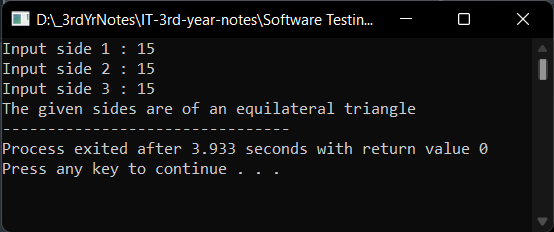 D:\_3rdYrNotes\IT-3rd-year-notes\Software Testin...
Input side 1 : 15
Input side 2 : 15
Input side 3 : 15
The given sides are of an equilateral triangle
--------------------------------
Process exited after 3.933 seconds with return value 0
Press any key to continue . . .